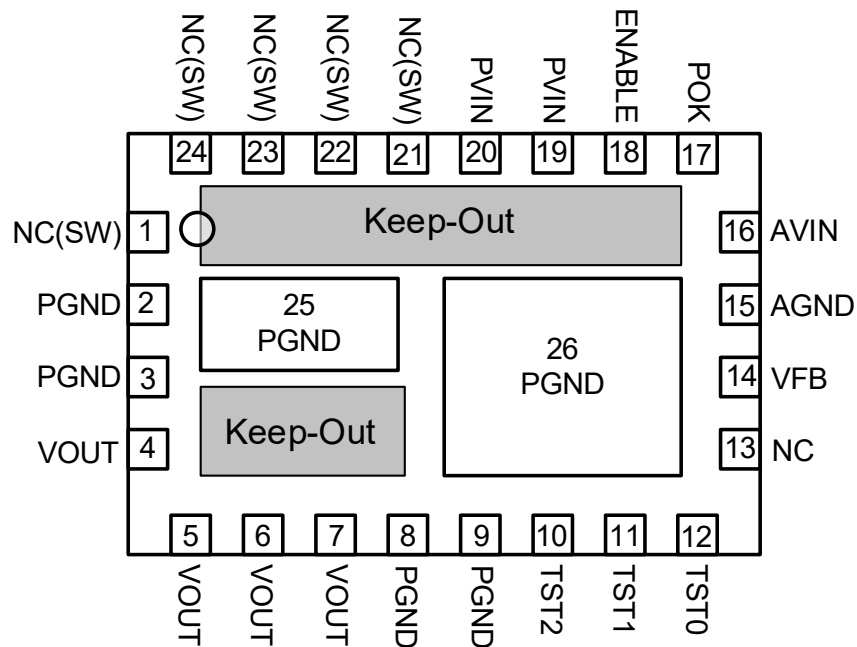 NC(SW)
NC(SW)
NC(SW)
NC(SW)
PVIN
PVIN
ENABLE
POK
24
23
22
21
20
19
18
17
NC(SW) 1
Keep-Out
16 AVIN
PGND 2
25
PGND
15 AGND
26
PGND
PGND 3
14 VFB
Keep-Out
VOUT 4
13 NC
5
6
7
8
9
10
11
12
VOUT
VOUT
VOUT
PGND
PGND
TST2
TST1
TST0